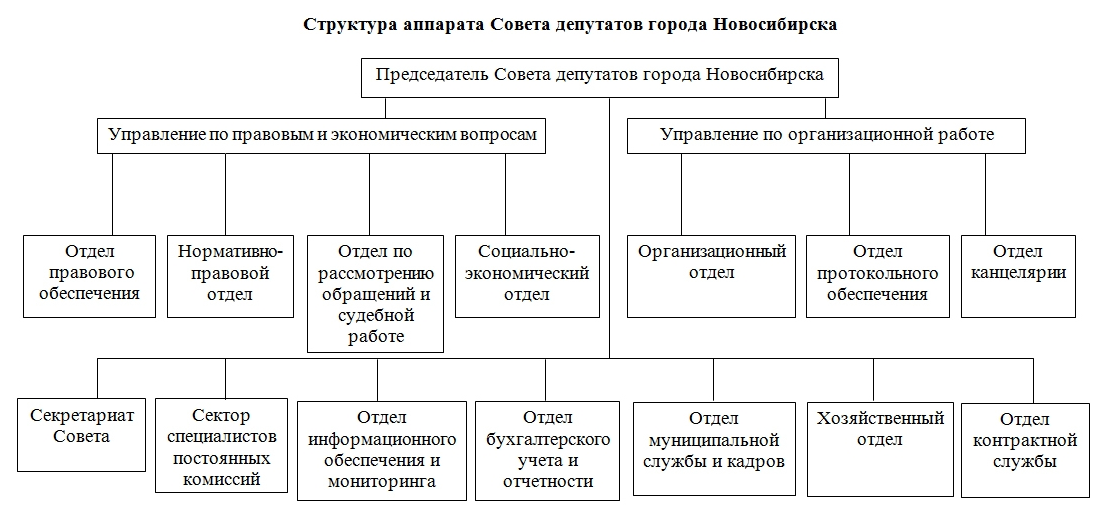 Структура аппарата Совета депутатов города Новосибирска
Председатель Совета депутатов города Новосибирска
Управление по правовым и экономическим вопросам
Управление по организационной работе
Отдел
правового
обеспечения
Нормативно-
правовой
отдел
Отдел по
рассмотрению
обращений и
судебной
работе
Социально-
экономический
отдел
Организационный
отдел
Отдел
протокольного
обеспечения
Отдел
канцелярии
Секретариат
Совета
Сектор
специалистов
постоянных
комиссий
Отдел
информационного
обеспечения и
мониторинга
Отдел
бухгалтерского
учета и
отчетности
Отдел
муниципальной
службы и кадров
Хозяйственный
отдел
Отдел
контрактной
службы